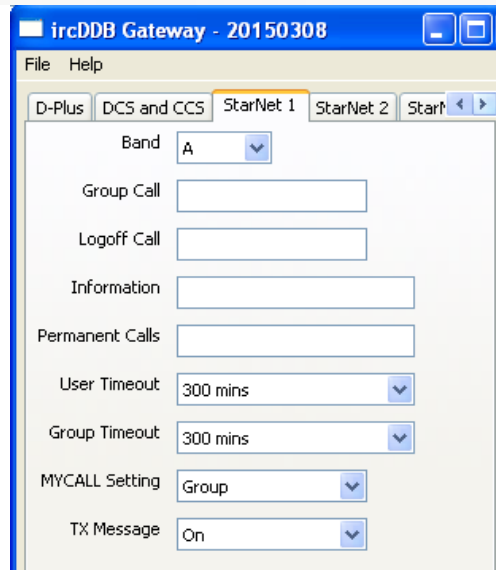 ircDDB Gateway - 20150308
File Help
D-Plus DCS and CCS StarNet 1 StarNet 2
Band A
Group Call
Logoff Call
Information
Permanent Calls
User Timeout 300 mins
Group Timeout 300 mins
MYCALL Setting Group
TX Message On